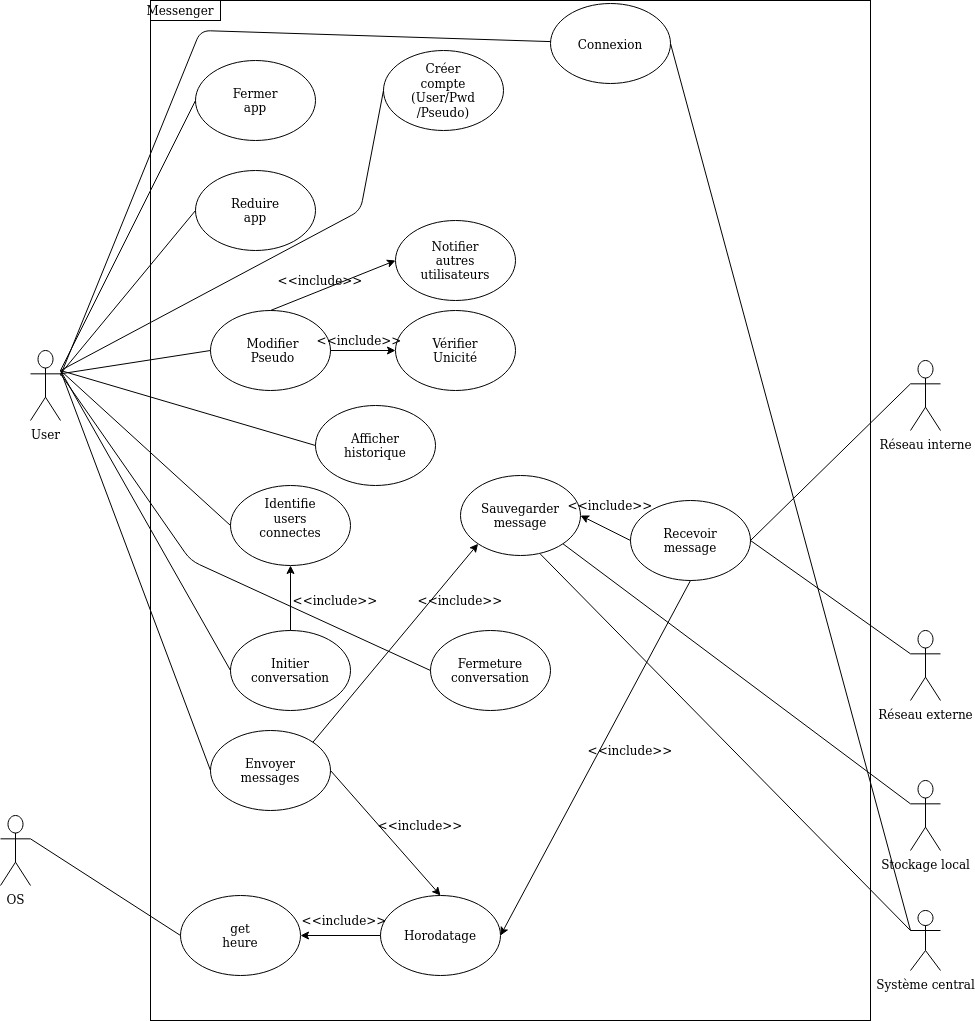 Messenger
Connexion
Créer
compte
(User/Pwd
/Pseudo)
Fermer
app
Reduire
app
Notifier
autres
utilisateurs
<<include>>
Modifier
Pseudo
<<include>>
Vérifier
Unicité
User
Afficher
historique
Réseau interne
Identifie
users
connectes
Sauvegarder
message
<<include>>
Recevoir
message
<<include>>
<<include>>
Initier
conversation
Fermeture
conversation
Réseau externe
<<include>>
Envoyer
messages
<<include>>
Stockage local
OS
get
heure
<<include>>
Horodatage
Système central